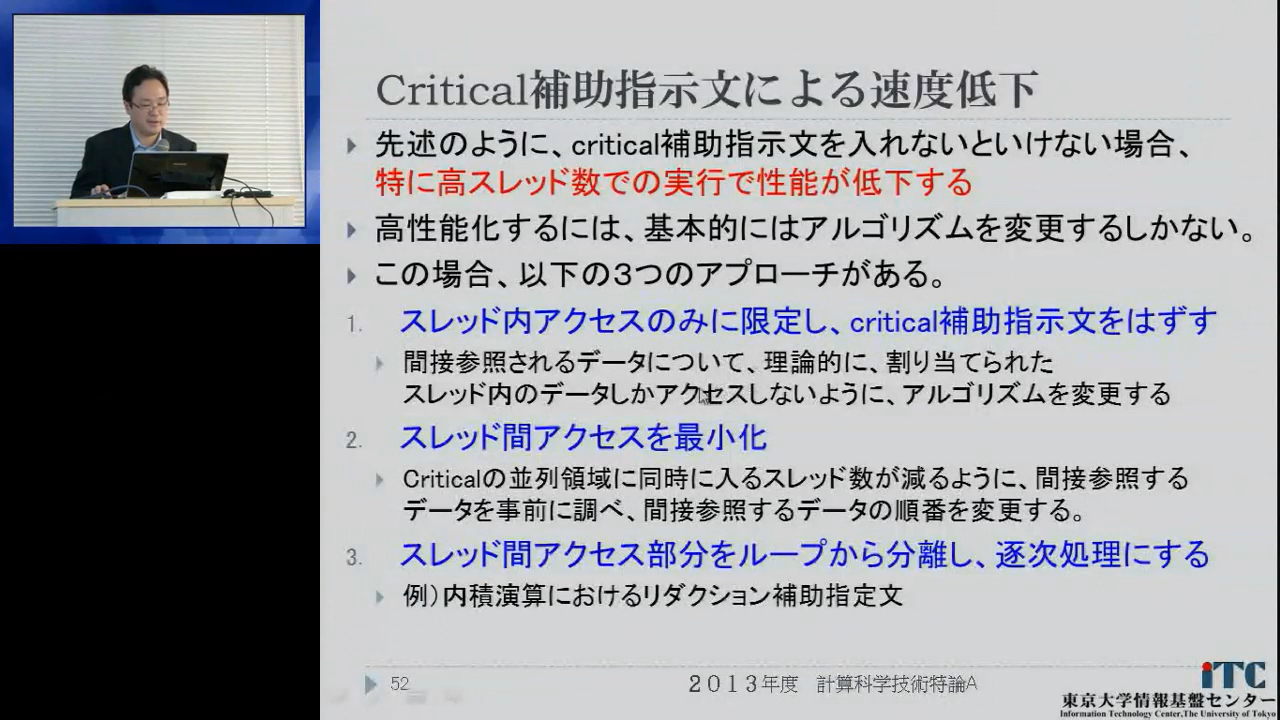 Critical補助指示文による速度低下
先述のように、critical補助指示文を入れないといけない場合、
特に高スレッド数での実行で性能が低下する
高性能化するには、基本的にはアルゴリズムを変更するしかない。
この場合、以下の3つのアプローチがある。
1. スレッド内アクセスのみに限定し、critical補助指示文をはずす
間接参照されるデータについて、理論的に、割り当てられた
スレッド内のデータしかアクセスしないように、アルゴリズムを変更する
2. スレッド間アクセスを最小化
Criticalの並列領域に同時に入るスレッド数が減るように、間接参照する
データを事前に調べ、間接参照するデータの順番を変更する。
3. スレッド間アクセス部分をループから分離し、逐次処理にする
例）内積演算におけるリダクション補助指定文
52
2013年度 計算科学技術特論A
iTC
東京大学情報基盤センター
Information Technology Center, The University of Tokyo